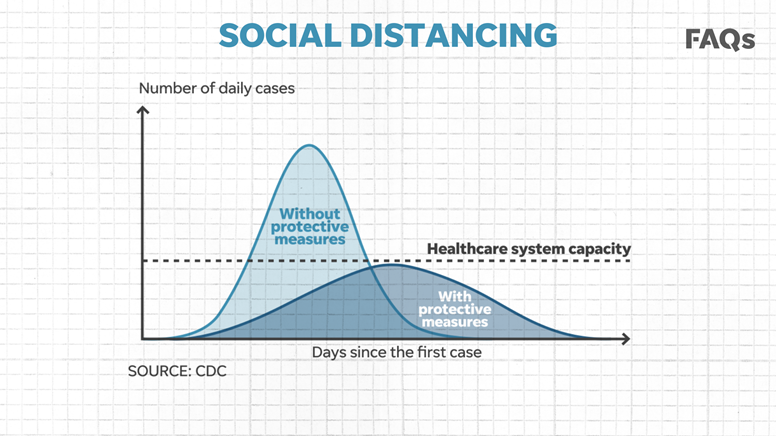 SOCIAL DISTANCING
FAQs
Number of daily cases
Without
protective
measures
Healthcare system capacity
With
protective
measures
Days since the first case
SOURCE: CDC